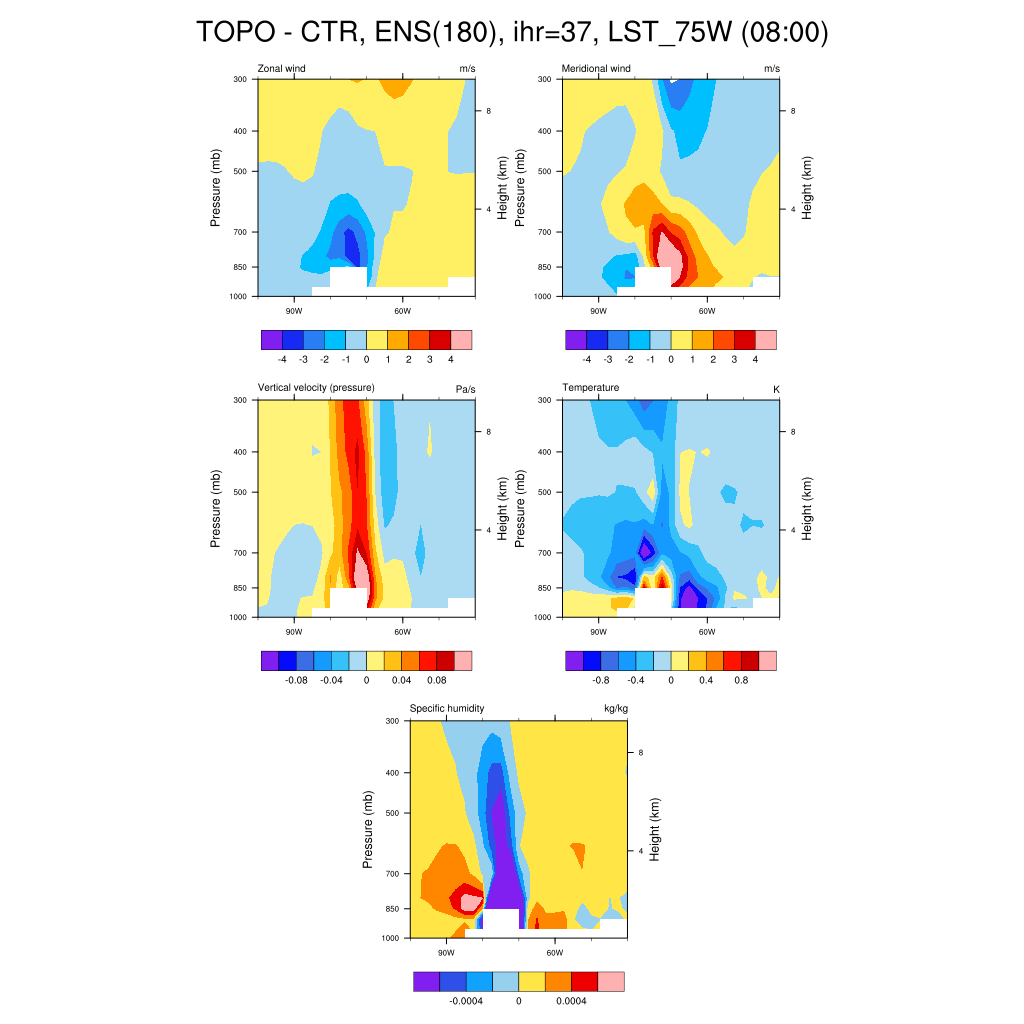 TOPO - CTR, ENS(180), ihr=37, LST_75W (08:00)
Zonal wind m/s
Meridional wind m/s
300
400
500
700
850
1000
Pressure (mb)
8
4
Height (km)
90W 60W
300
400
500
700
850
1000
Pressure (mb)
8
4
Height (km)
90W 60W
-4 -3 -2 -1 0 1 2 3 4
-4 -3 -2 -1 0 1 2 3 4
Vertical velocity (pressure) Pa/s
Temperature K
300
400
500
700
850
1000
Pressure (mb)
8
4
Height (km)
90W 60W
300
400
500
700
850
1000
Pressure (mb)
8
4
Height (km)
90W 60W
-0.08 -0.04 0 0.04 0.08
-0.8 -0.4 0 0.4 0.8
Specific humidity kg/kg
300
400
500
700
850
1000
Pressure (mb)
8
4
Height (km)
90W 60W
-0.0004 0 0.0004